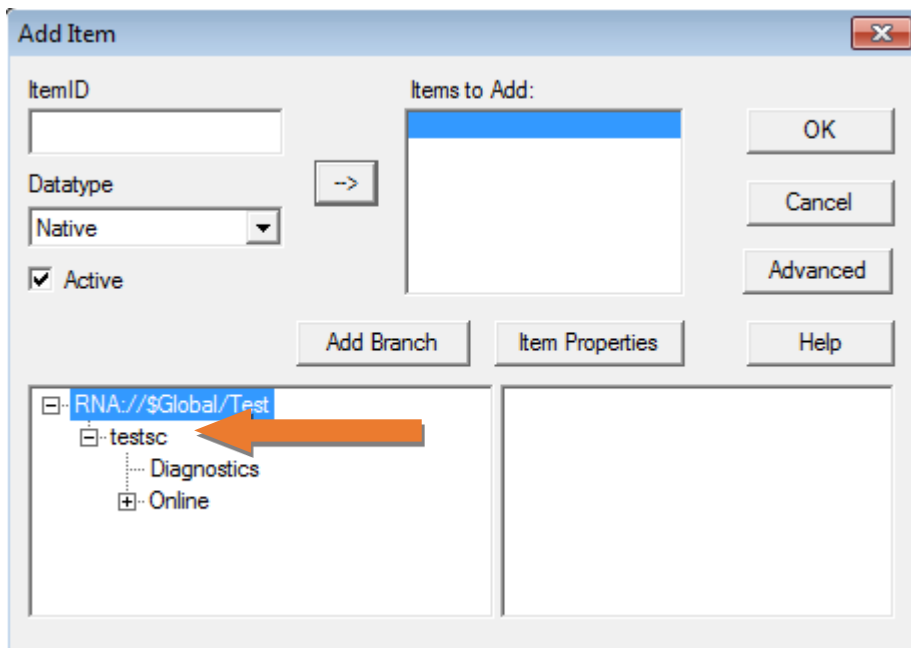 Add Item
ItemID
Items to Add:
OK
Datatype
-->
Native
Cancel
Active
Advanced
Add Branch
Item Properties
Help
RNA://$Global/Test
testsc
Diagnostics
Online